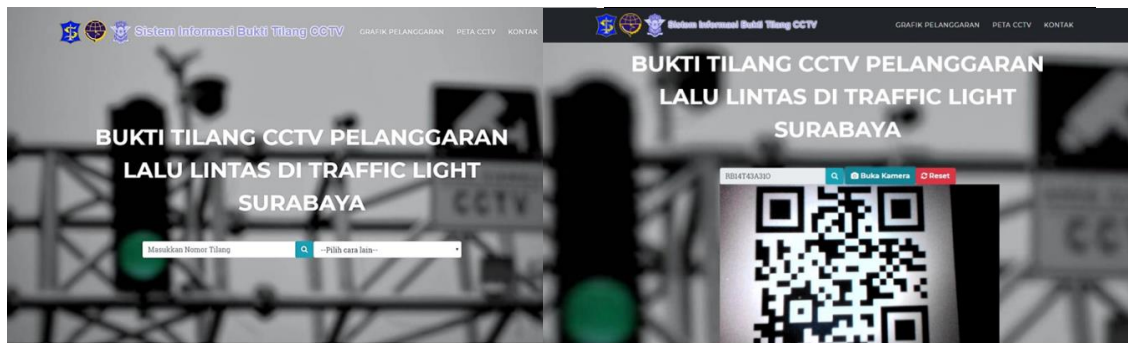 Sistem Informasi Bukti Tilang CCTV GRAFIK PELANGGARAN PETA CCTV KONTAK
BUKTI TILANG CCTV PELANGGARAN
LALU LINTAS DI TRAFFIC LIGHT
SURABAYA
Masukkan Nomor Tilang --Pilih cara lain--
CCTV
Sistem Informasi Bukti Tilang CCTV GRAFIK PELANGGARAN PETA CCTV KONTAK
BUKTI TILANG CCTV PELANGGARAN
LALU LINTAS DI TRAFFIC LIGHT
SURABAYA
Buka Kamera Reset